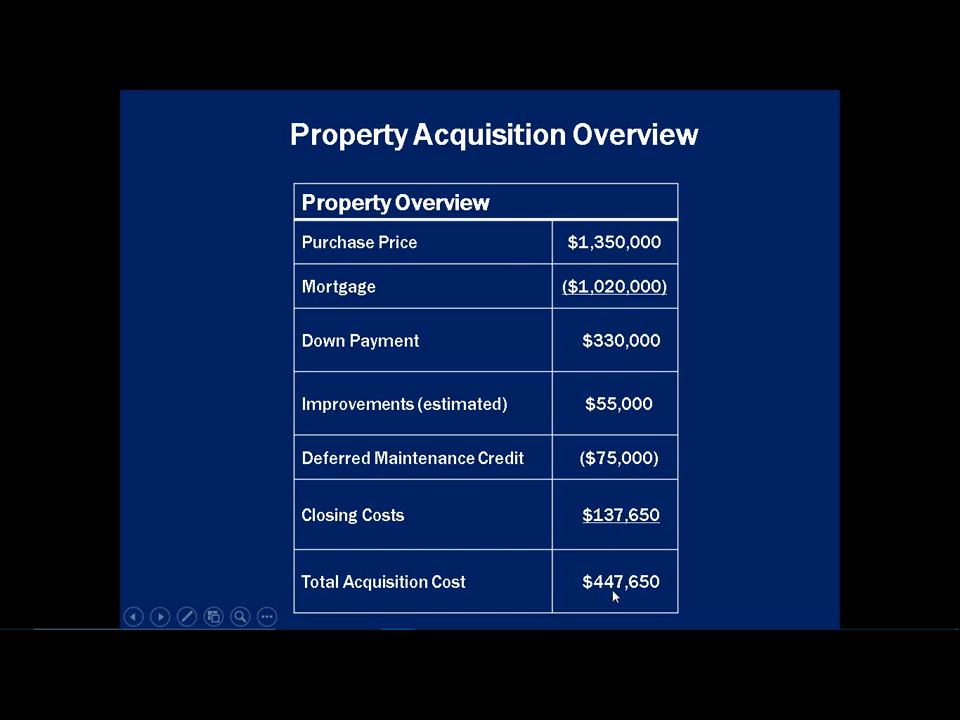 Property Acquisition Overview
Property Overview
Purchase Price $1,350,000
Mortgage ($1,020,000)
Down Payment $330,000
Improvements (estimated) $55,000
Deferred Maintenance Credit ($75,000)
Closing Costs $137,650
Total Acquisition Cost $447,650